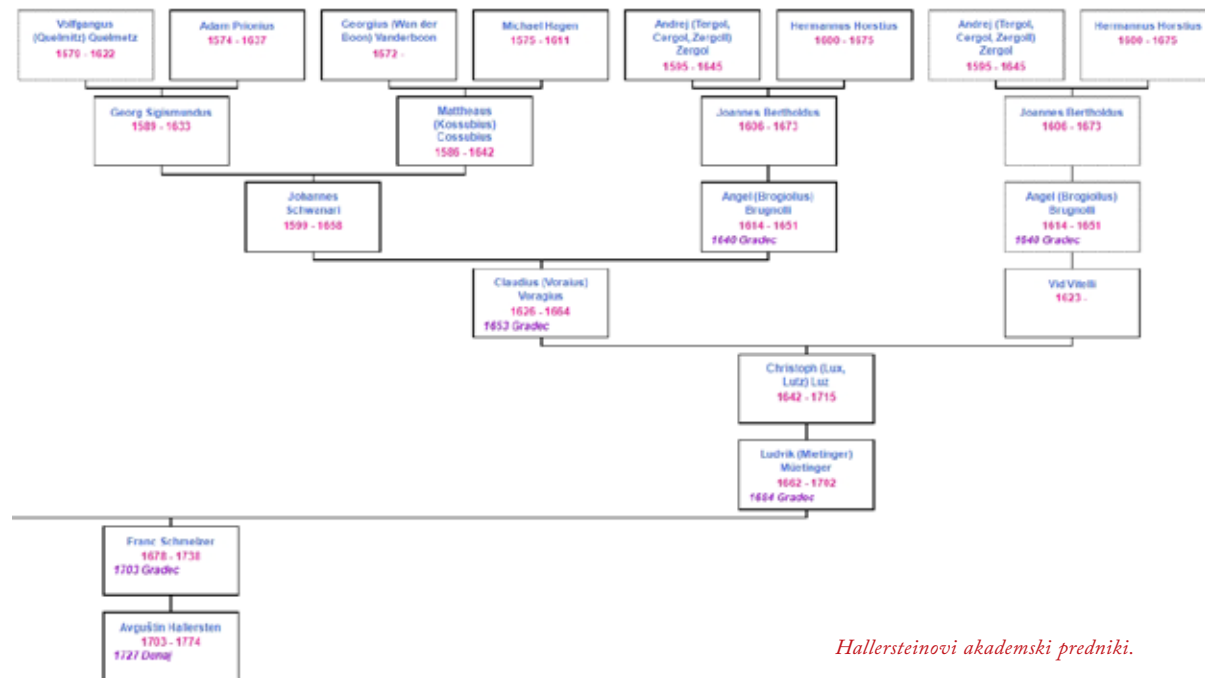 Volfgangus
(Quelmitz) Quelmetz
1570 - 1622
Adam Prionius
1574 - 1637
Georgius (Wan der
Boon) Vanderboon
1572 -
Michael Hagen
1575 - 1611
Andrej (Tergol,
Cergol, Zergoll)
Zergol
1595 - 1645
Hermannus Horstius
1600 - 1675
Andrej (Tergol,
Cergol, Zergoll)
Zergol
1595 - 1645
Hermannus Horstius
1600 - 1675
Georg Sigismundus
1589 - 1633
Mattheaus
(Kossubius)
Cossubius
1586 - 1642
Joannes Bertholdus
1606 - 1673
Joannes Bertholdus
1606 - 1673
Johannes
1599 - 1658
Angel (Brogiollus)
Brugnolli
1614 - 1651
1640 Gradec
Angel (Brogiollus)
Brugnolli
1614 - 1651
1640 Gradec
Claudius (Voraius)
Voragius
1626 - 1664
1653 Gradec
Vid Vitelli
1623 -
Christoph (Lux,
Lutz) Luz
1642 - 1715
Ludvik (Mietinger)
Müetinger
1662 - 1702
1684 Gradec
Franc Schmelzer
1678 - 1738
1703 Gradec
Avguštin Hallersten
1703 - 1774
1727 Dunaj
Hallersteinovi akademski predniki.